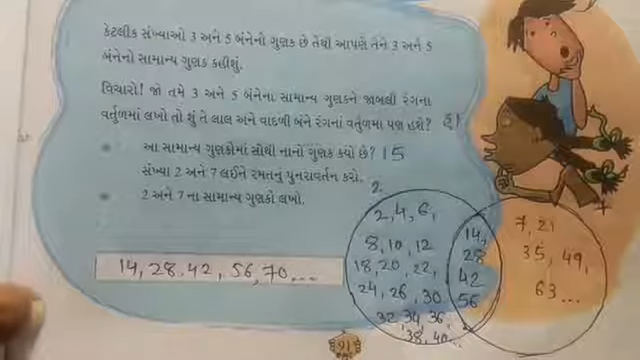 કેટલીક સંખ્યાઓ 3 અને 5 બંનેનો ગુણક છે તેથી આપણે તેને 3 અને 5
બંનેનો સામાન્ય ગુણક કહીશું.
વિચારો! જો તમે 3 અને 5 બંનેના સામાન્ય ગુણકને જાંબલી રંગના
વર્તુળમાં લખો તો શું તે લાલ અને વાદળી બંને રંગનાં વર્તુળમાં પણ હશે? હા
આ સામાન્ય ગુણકોમાં સૌથી નાનો ગુણક કયો છે? 15
સંખ્યા 2 અને 7 લઈને રમતનું પુનરાવર્તન કરો.
2 અને 7 ના સામાન્ય ગુણકો લખો.
14, 28, 42, 56, 70...
2.
2, 4, 6,
8, 10, 12
18, 20, 22,
24, 26, 30
32, 34, 36,
38, 40...
14,
28
42
56
7, 21
35, 49,
63...
91